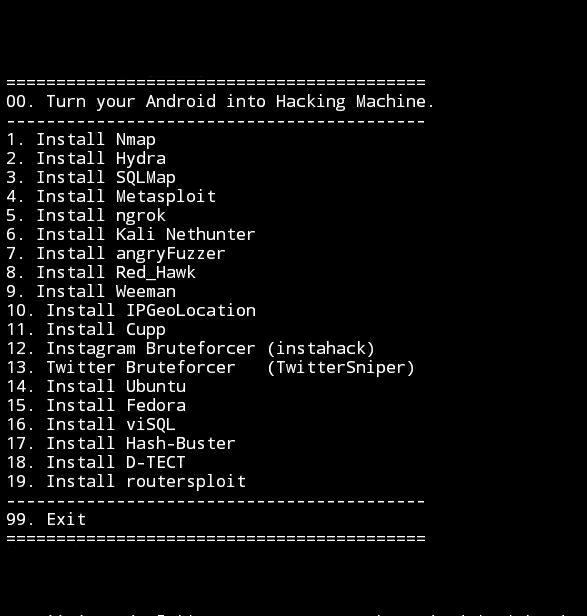 ==========================================
00. Turn your Android into Hacking Machine.
------------------------------------------
1. Install Nmap
2. Install Hydra
3. Install SQLMap
4. Install Metasploit
5. Install ngrok
6. Install Kali Nethunter
7. Install angryFuzzer
8. Install Red_Hawk
9. Install Weeman
10. Install IPGeoLocation
11. Install Cupp
12. Instagram Bruteforcer (instahack)
13. Twitter Bruteforcer   (TwitterSniper)
14. Install Ubuntu
15. Install Fedora
16. Install viSQL
17. Install Hash-Buster
18. Install D-TECT
19. Install routersploit
------------------------------------------
99. Exit
==========================================